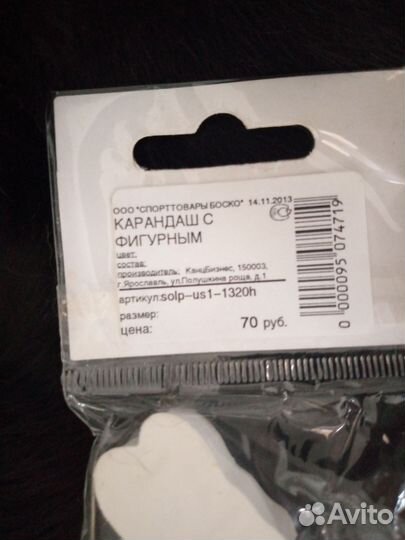 ООО "СПОРТТОВАРЫ БОСКО" 14.11.2013
КАРАНДАШ С
ФИГУРНЫМ
цвет:
состав:
производитель: КанцБизнес, 150003,
г.Ярославль, ул.Полушкина роща, д.1
артикул:solp-us1-1320h
размер:
цена: 70 руб.
0 000095 074719
Avito